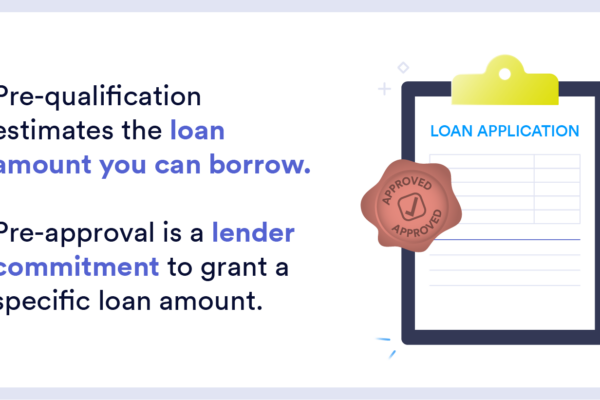 Pre-qualification
estimates the loan
amount you can borrow.
Pre-approval is a lender
commitment to grant a
specific loan amount.
LOAN APPLICATION
APPROVED
APPROVED